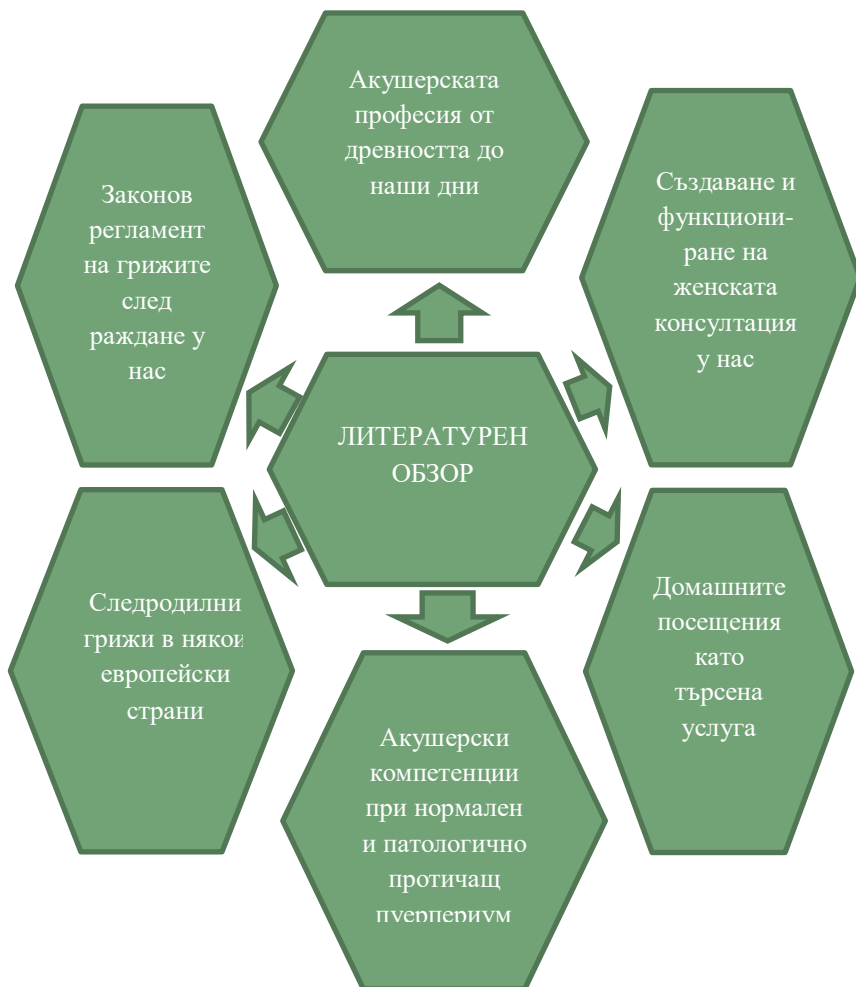 Акушерската
професия от
древността до
наши дни
Законов
регламент
на грижите
след
раждане у
нас
Създаване и
функциони-
ране на
женската
консултация
у нас
ЛИТЕРАТУРЕН
ОБЗОР
Следродилни
грижи в някои
европейски
страни
Домашните
посещения
като
търсена
услуга
Акушерски
компетенции
при нормален
и патологично
протичащ
пуерпериум